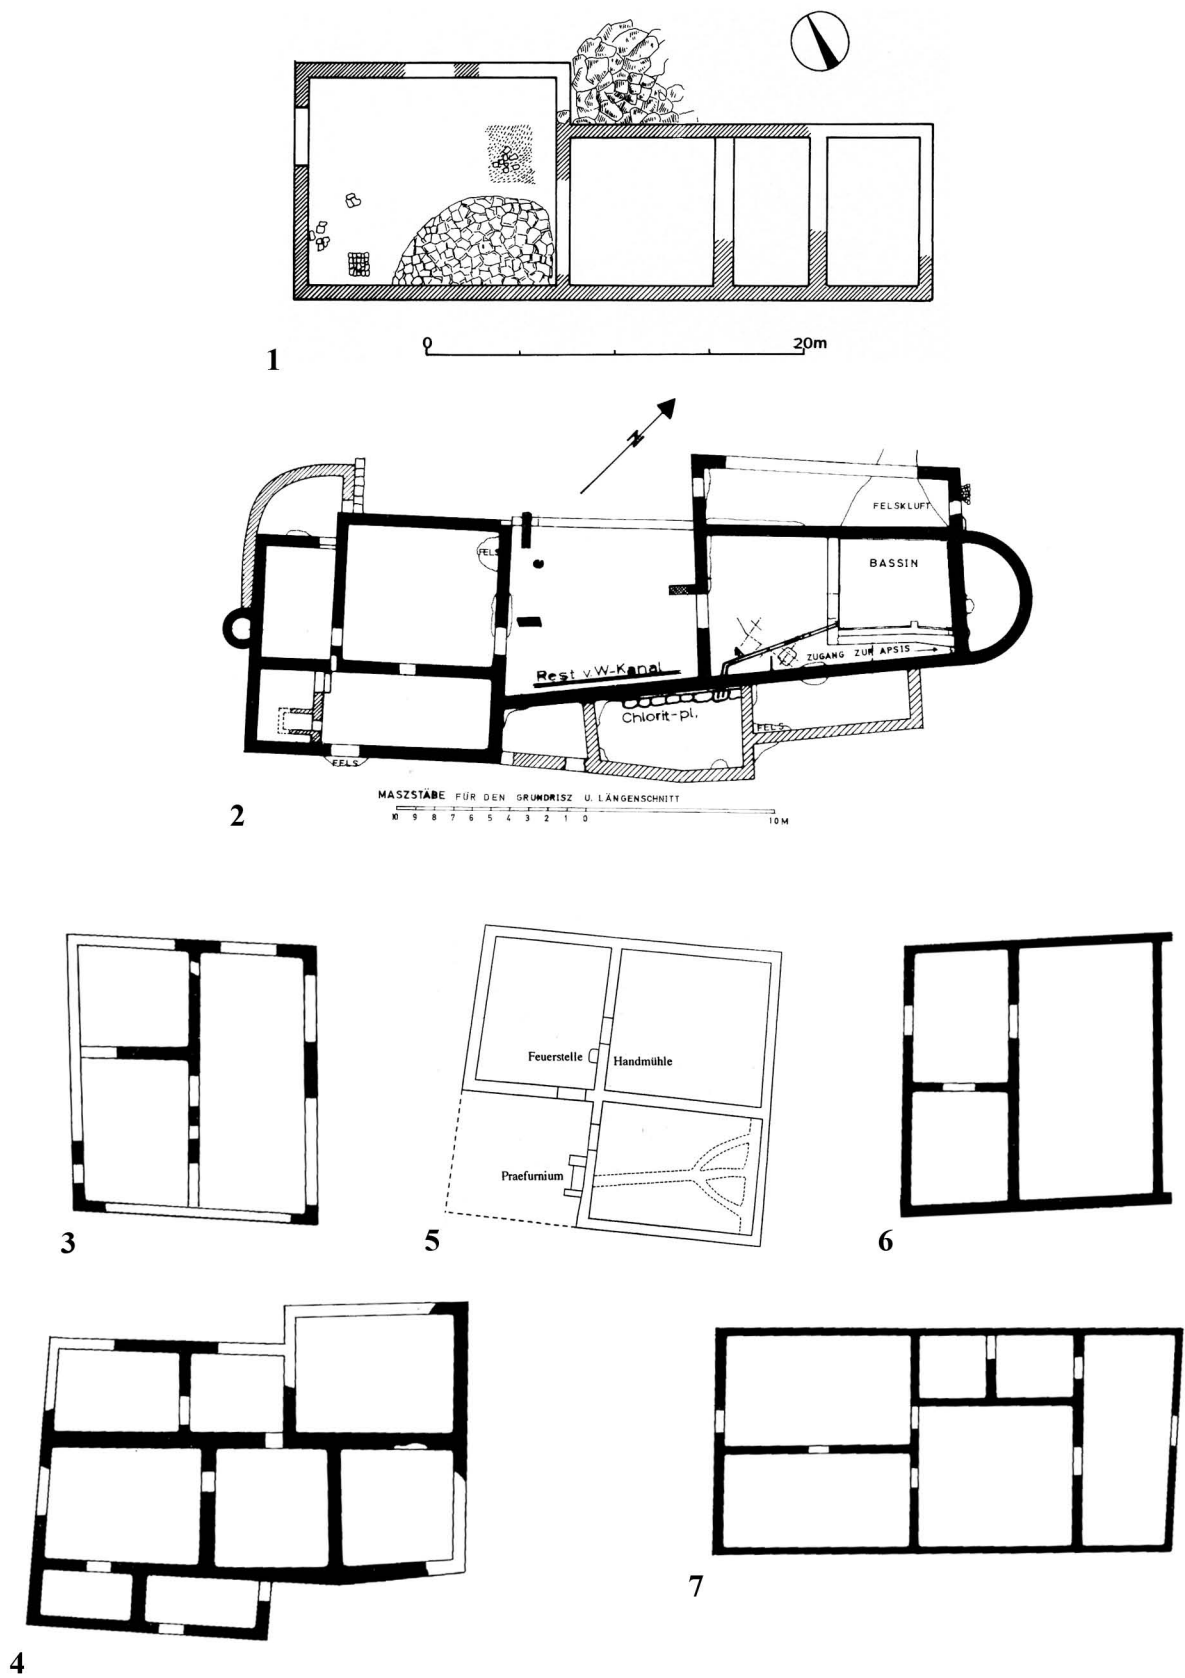 0 20m
1
N
FELSKLUFT
FELS
BASSIN
ZUGANG ZUR APSIS
Rest v. W-Kanal
Chlorit-pl.
FELS
FELS
MASZSTÄBE FÜR DEN GRUNDRISZ U. LÄNGENSCHNITT
10 9 8 7 6 5 4 3 2 1 0 10M
2
Feuerstelle Handmühle
Praefurnium
3 5 6
7
4